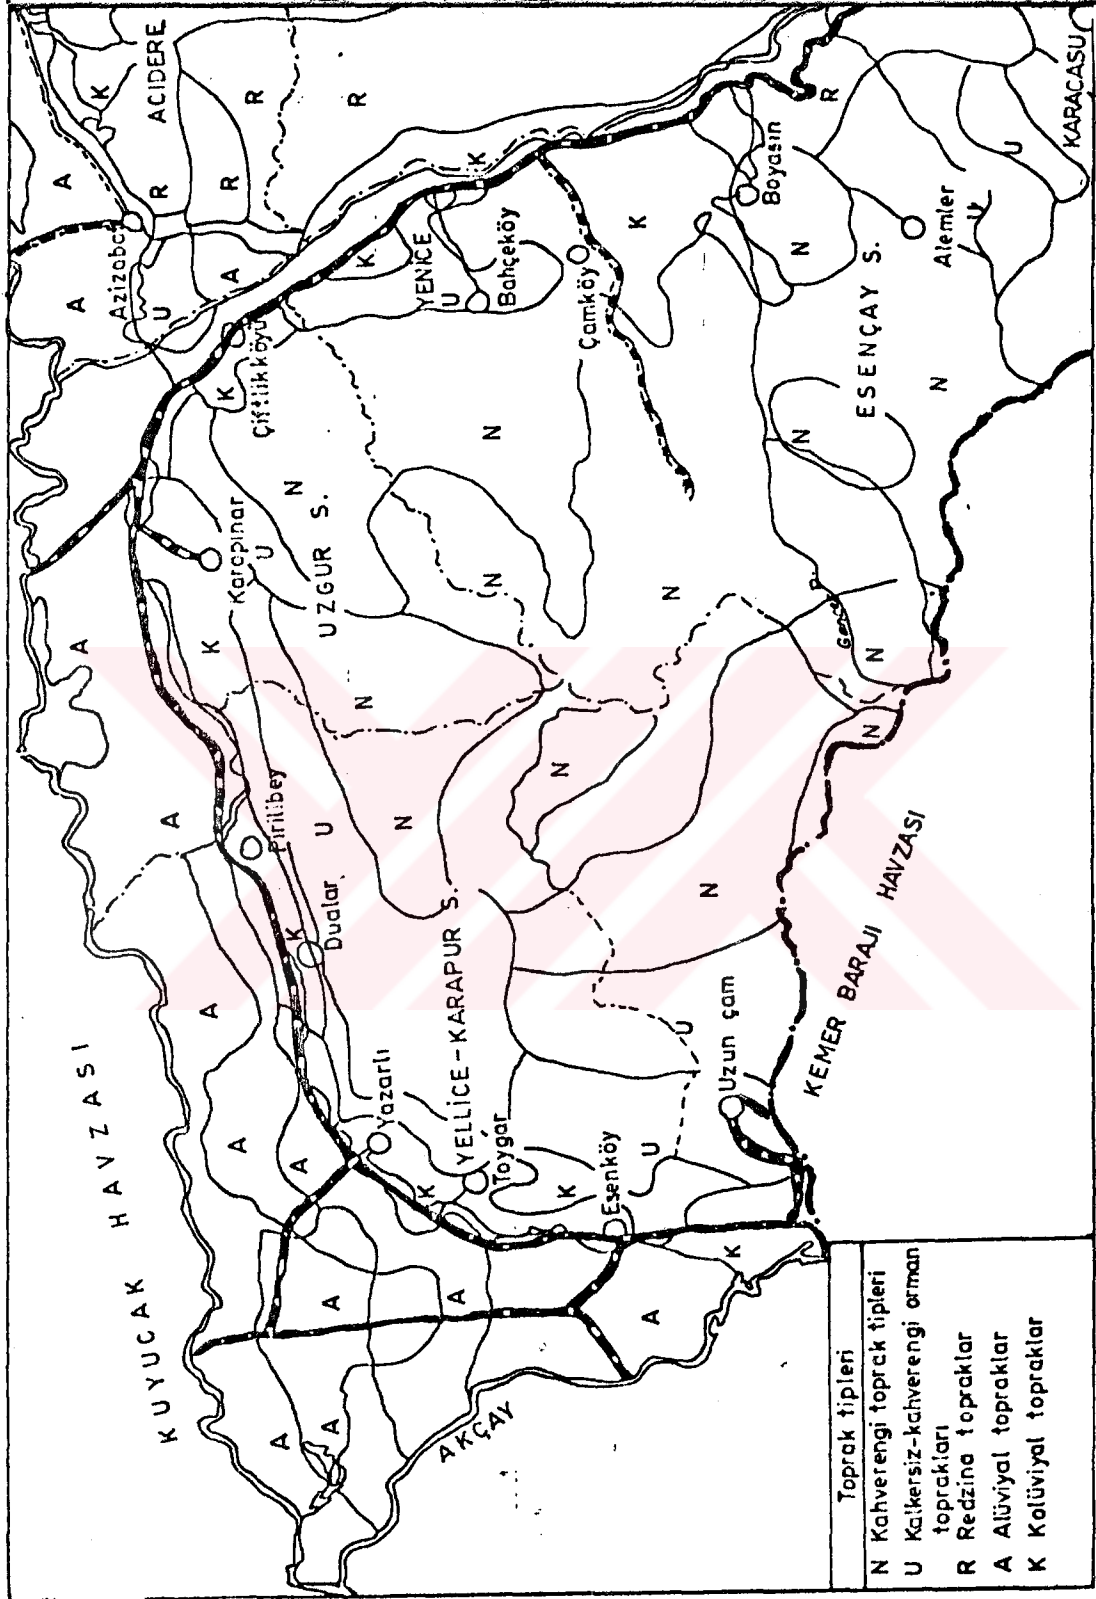 KUYUCAK HAVZASI
A
A
A
A
A
A
A
A
A
A
A
A
A
K
K
K
K
K
K
K
K
K
K
K
U
U
U
U
U
U
U
U
N
N
N
N
N
N
N
N
N
N
N
N
N
R
R
R
R
R
AKÇAY
Yazarlı
Dualar
Pirlibey
Karapınar
Çiftlikköyü
Azizabad
ACIDERE
YELLİCE-KARAPUR S.
Toygar
Esenköy
UZGUR S.
YENİCE
Bahçeköy
Çamköy
Boyasın
Alemler
ESENÇAY S.
KARACASU
Uzun çam
KEMER BARAJI HAVZASI
Toprak tipleri
N Kahverengi toprak tipleri
U Kalkersiz-kahverengi orman
toprakları
R Redzina topraklar
A Alüviyal topraklar
K Kolüviyal topraklar